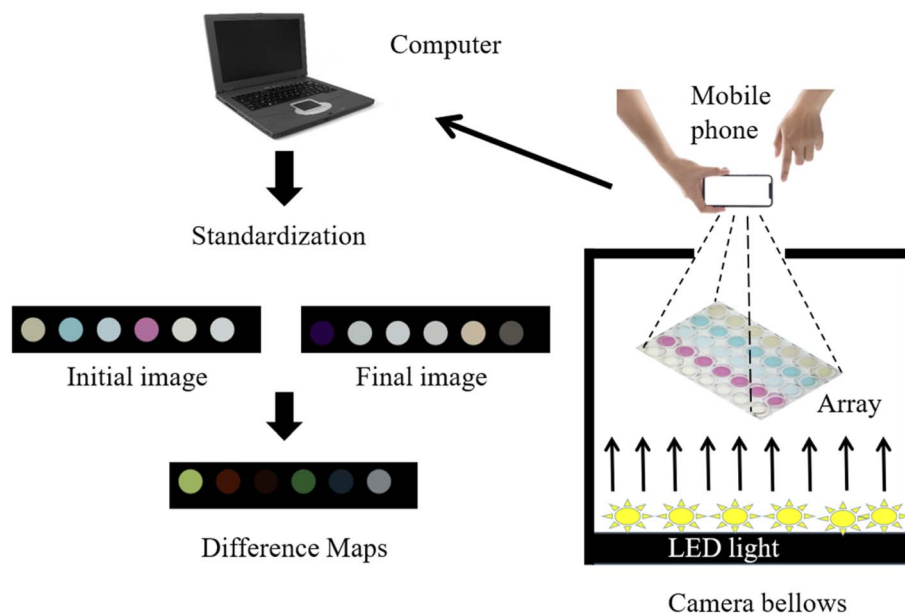 Computer
Mobile
phone
Standardization
Initial image
Final image
Array
Difference Maps
LED light
Camera bellows